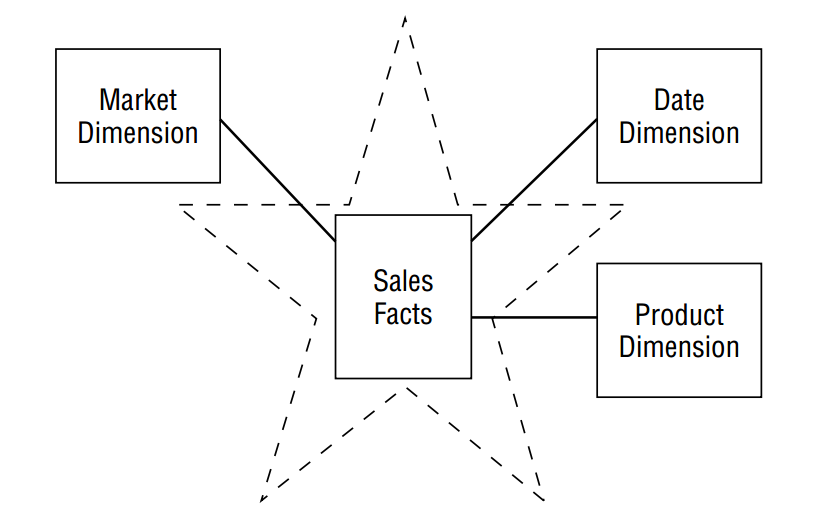 Market
Dimension
Date
Dimension
Sales
Facts
Product
Dimension